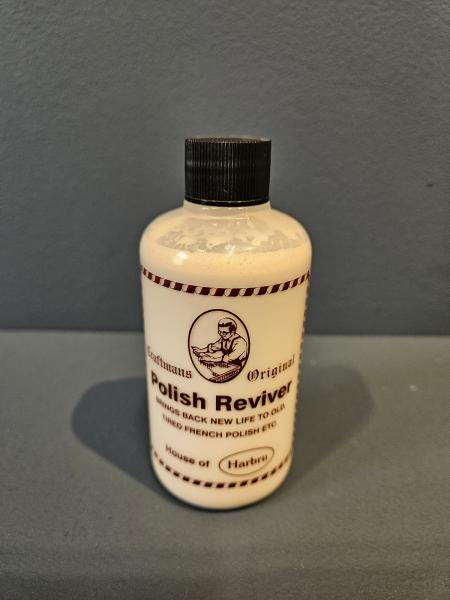 Craftmans Original
Polish Reviver
BRINGS BACK NEW LIFE TO OLD,
TIRED FRENCH POLISH ETC.
House of Harbru